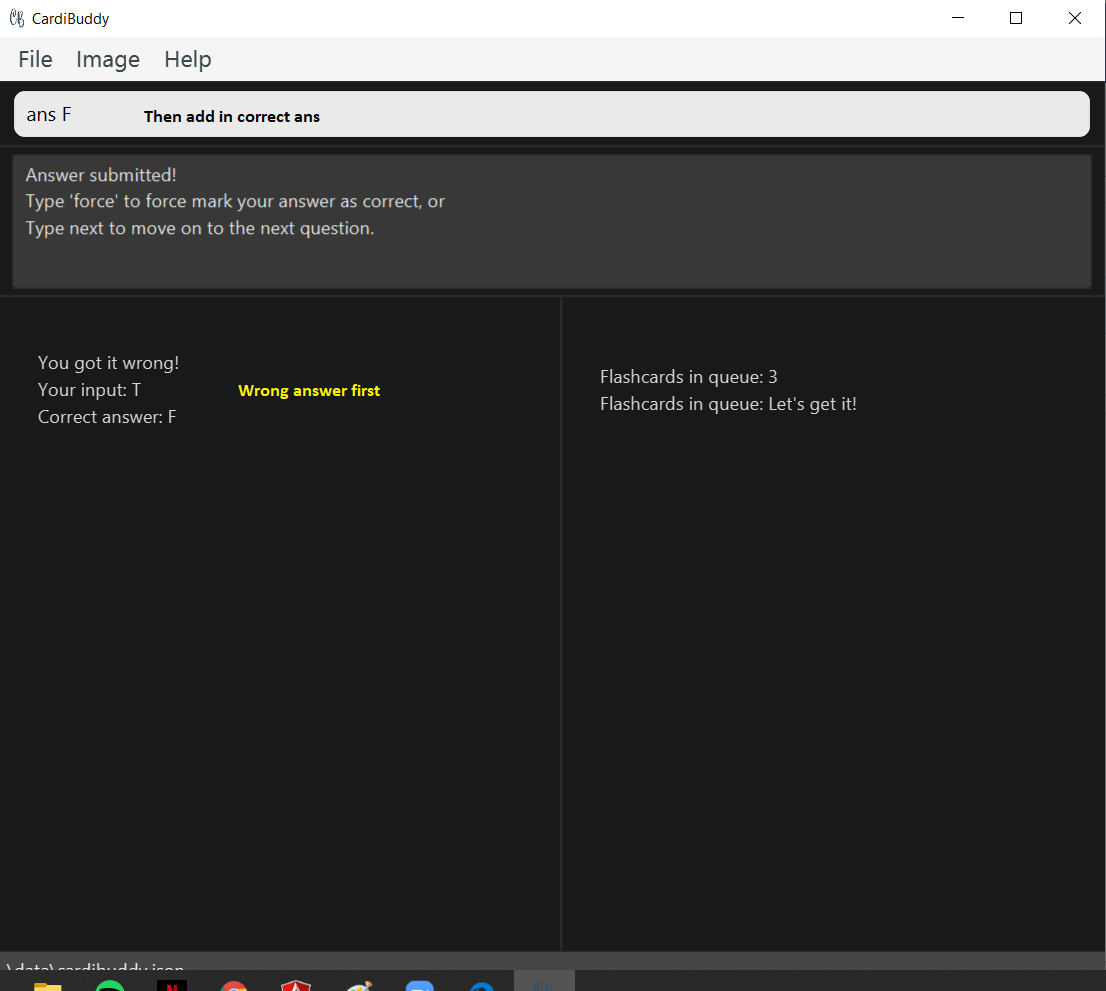 CardiBuddy
File Image Help
ans F Then add in correct ans
Answer submitted!
Type 'force' to force mark your answer as correct, or
Type next to move on to the next question.
You got it wrong!
Your input: T Wrong answer first
Correct answer: F
Flashcards in queue: 3
Flashcards in queue: Let's get it!
\data\cardibuddy.json
N